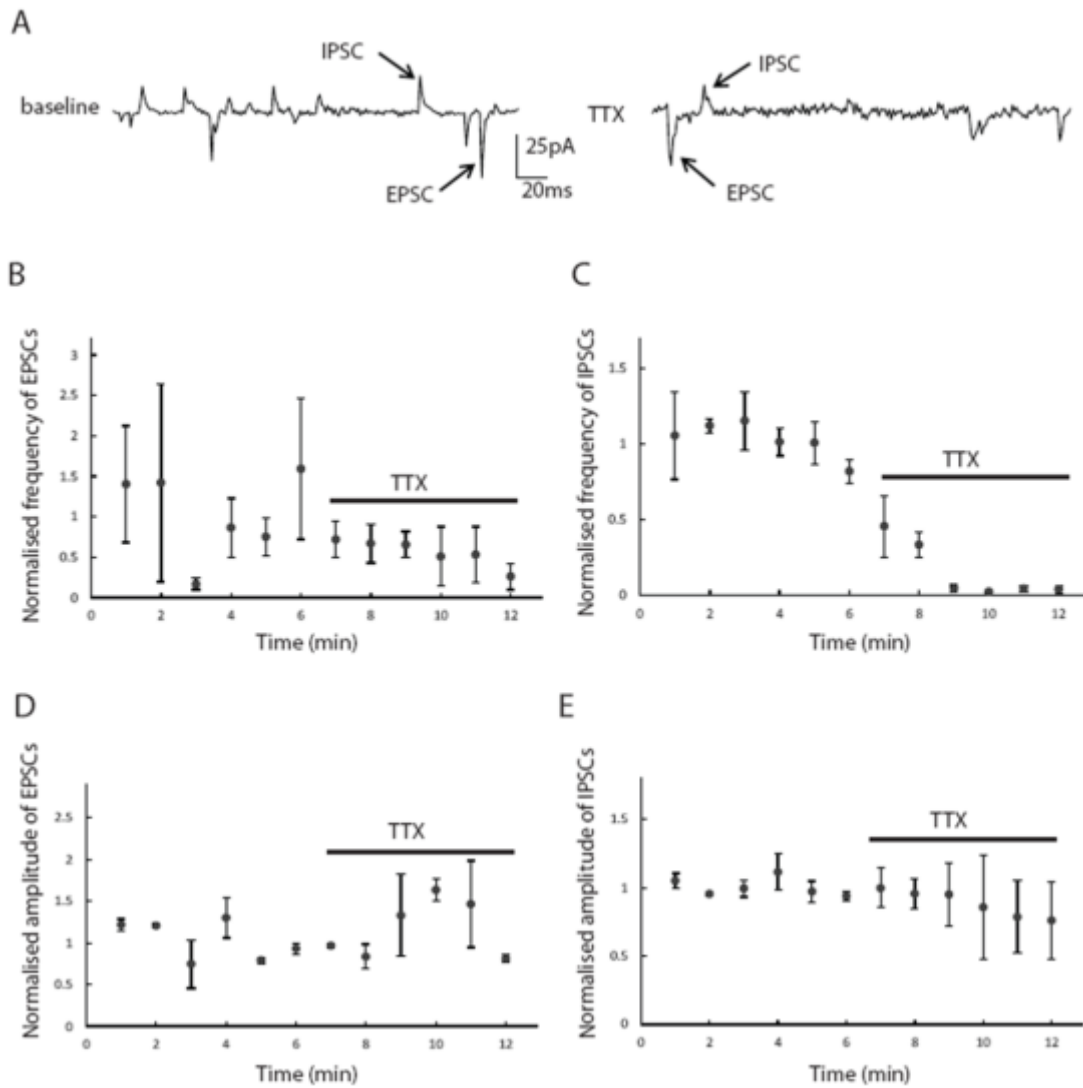 A
IPSC
IPSC
baseline
TTX
25pA
EPSC
20ms
EPSC
B
Normalised frequency of EPSCs
3
2.5
2
1.5
1
0.5
0
TTX
0 2 4 6 8 10 12
Time (min)
C
Normalised frequency of IPSCs
1.5
1
0.5
0
TTX
0 2 4 6 8 10 12
Time (min)
D
Normalised amplitude of EPSCs
2.5
2
1.5
1
0.5
0
TTX
0 2 4 6 8 10 12
Time (min)
E
Normalised amplitude of IPSCs
1.5
1
0.5
0
TTX
0 2 4 6 8 10 12
Time (min)